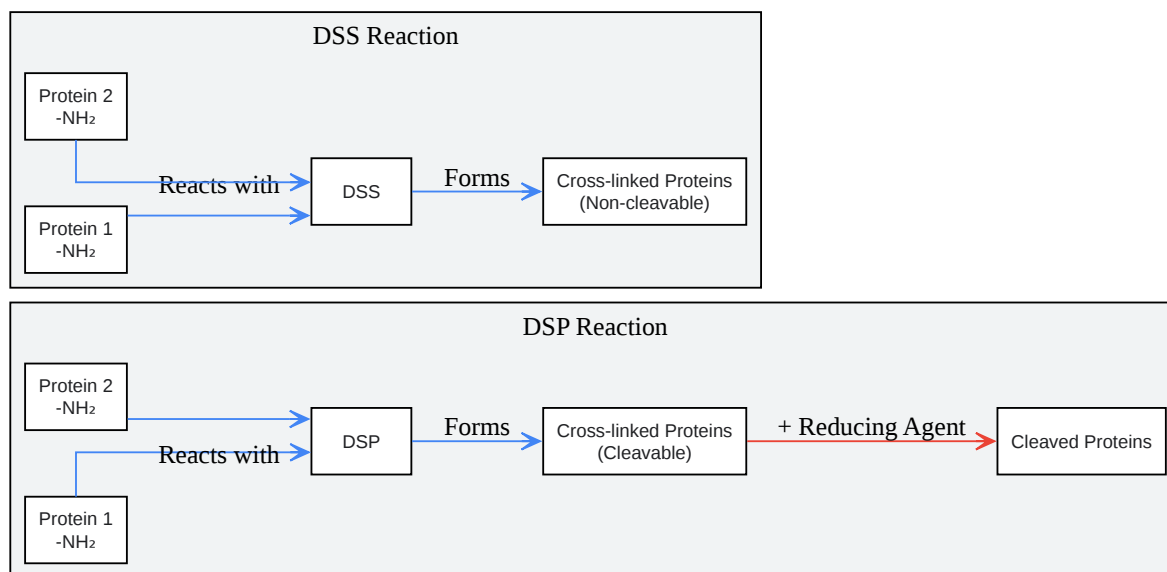 DSS Reaction
Protein 2
-NH₂
Reacts with
DSS
Forms
Cross-linked Proteins
(Non-cleavable)
Protein 1
-NH₂
DSP Reaction
Protein 2
-NH₂
Reacts with
DSP
Forms
Cross-linked Proteins
(Cleavable)
+ Reducing Agent
Cleaved Proteins
Protein 1
-NH₂